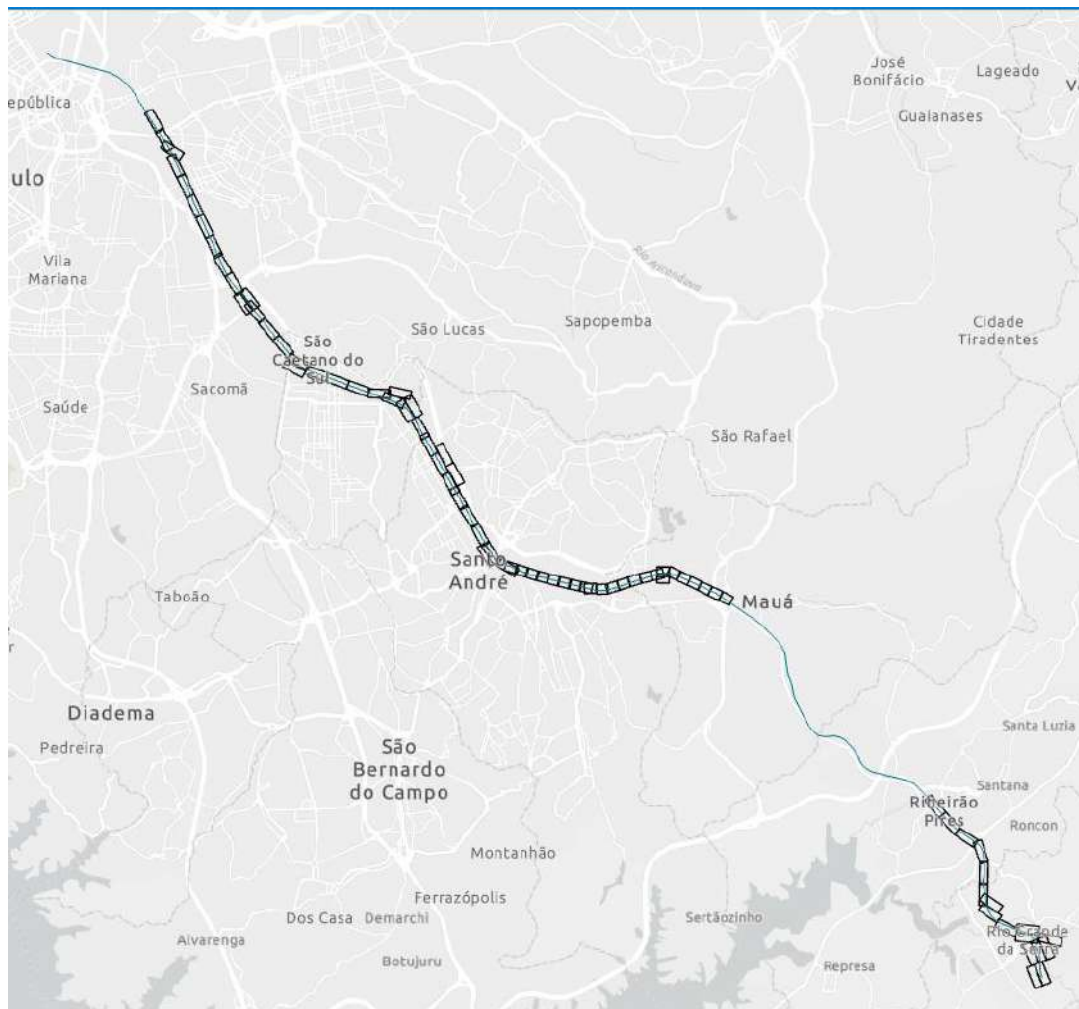 José
Bonifácio
Lageado
epública
Guaianases
ulo
Vila
Mariana
São Lucas
Sapopemba
Cidade
Tiradentes
São
Caetano do
Sul
Sacomã
Saúde
São Rafael
Santo
André
Taboão
Mauá
Diadema
Pedreira
São
Bernardo
do Campo
Santa Luzia
Santana
Ribeirão
Pires
Roncon
Montanhão
Ferrazópolis
Dos Casa
Demarchi
Sertãozinho
Alvarenga
Botujuru
Represa
Rio Grande
da Serra